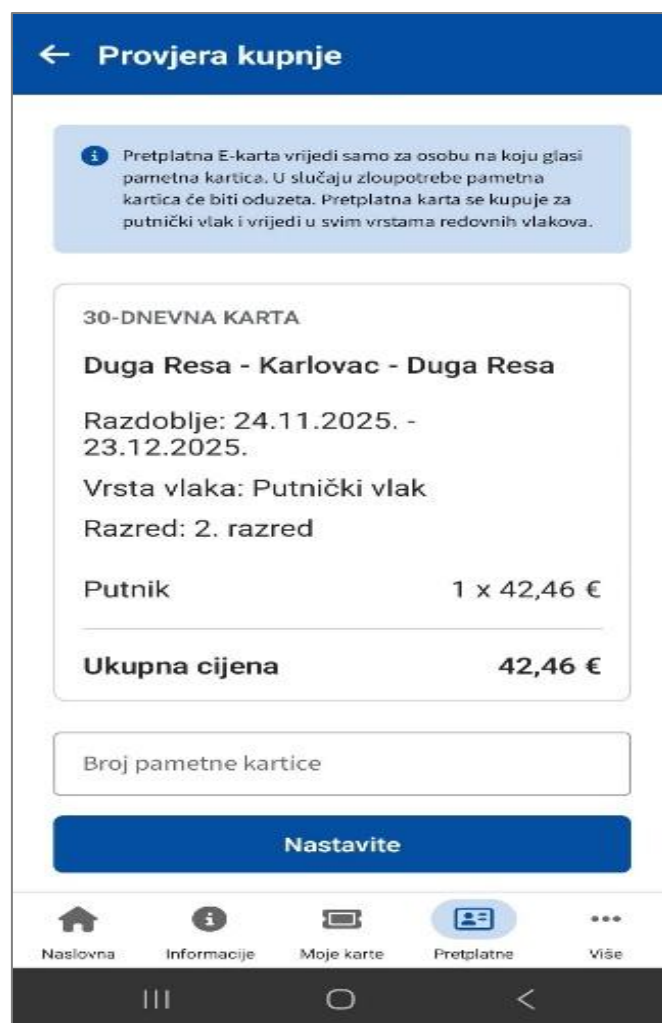 Provjera kupnje
Pretplatna E-karta vrijedi samo za osobu na koju glasi
pametna kartica. U slučaju zloupotrebe pametna
kartica će biti oduzeta. Pretplatna karta se kupuje za
putnički vlak i vrijedi u svim vrstama redovnih vlakova.
30-DNEVNA KARTA
Duga Resa - Karlovac - Duga Resa
Razdoblje: 24.11.2025. -
23.12.2025.
Vrsta vlaka: Putnički vlak
Razred: 2. razred
Putnik 1 x 42,46 €
Ukupna cijena 42,46 €
Broj pametne kartice
Nastavite
Naslovna Informacije Moje karte Pretplatne Više